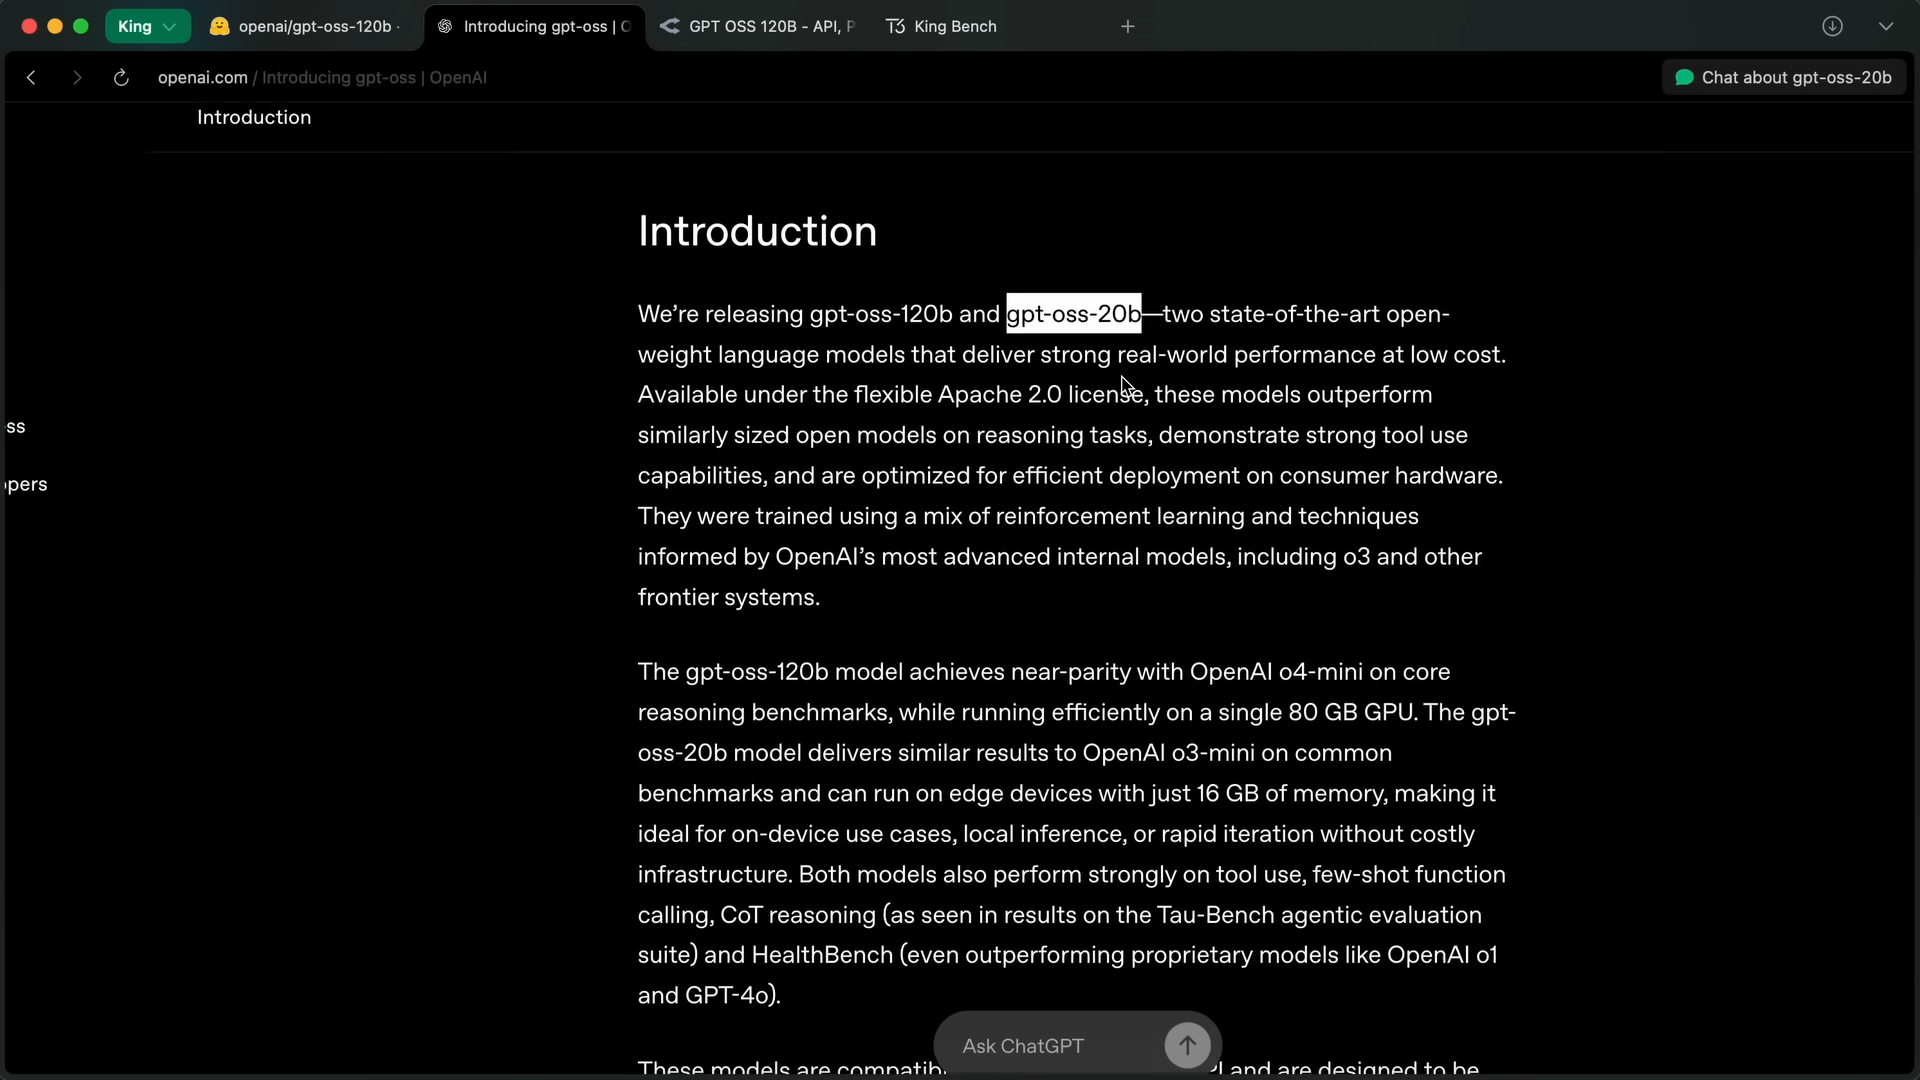 King
openai/gpt-oss-120b ·
Introducing gpt-oss | O
GPT OSS 120B - API, P
King Bench
openai.com / Introducing gpt-oss | OpenAI
Chat about gpt-oss-20b
Introduction
Introduction
We’re releasing gpt-oss-120b and gpt-oss-20b—two state-of-the-art open-
weight language models that deliver strong real-world performance at low cost.
Available under the flexible Apache 2.0 license, these models outperform
similarly sized open models on reasoning tasks, demonstrate strong tool use
capabilities, and are optimized for efficient deployment on consumer hardware.
They were trained using a mix of reinforcement learning and techniques
informed by OpenAI’s most advanced internal models, including o3 and other
frontier systems.
ss
pers
The gpt-oss-120b model achieves near-parity with OpenAI o4-mini on core
reasoning benchmarks, while running efficiently on a single 80 GB GPU. The gpt-
oss-20b model delivers similar results to OpenAI o3-mini on common
benchmarks and can run on edge devices with just 16 GB of memory, making it
ideal for on-device use cases, local inference, or rapid iteration without costly
infrastructure. Both models also perform strongly on tool use, few-shot function
calling, CoT reasoning (as seen in results on the Tau-Bench agentic evaluation
suite) and HealthBench (even outperforming proprietary models like OpenAI o1
and GPT-4o).
Ask ChatGPT
These models are compatib I and are designed to be